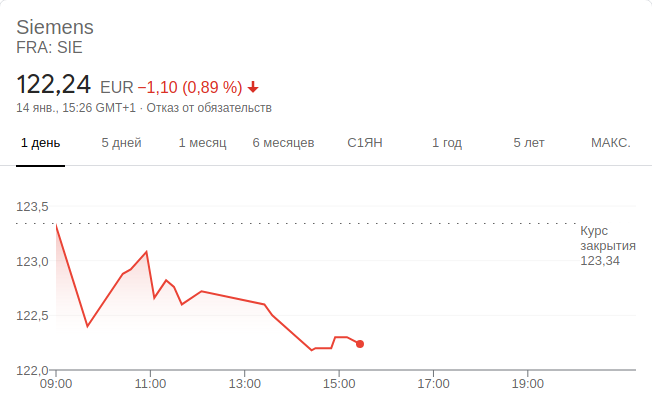 Siemens
FRA: SIE
122,24 EUR −1,10 (0,89 %)
14 янв., 15:26 GMT+1 · Отказ от обязательств
1 день 5 дней 1 месяц 6 месяцев С1ЯН 1 год 5 лет МАКС.
123,5
Курс
закрытия
123,34
123,0
122,5
122,0
09:00 11:00 13:00 15:00 17:00 19:00